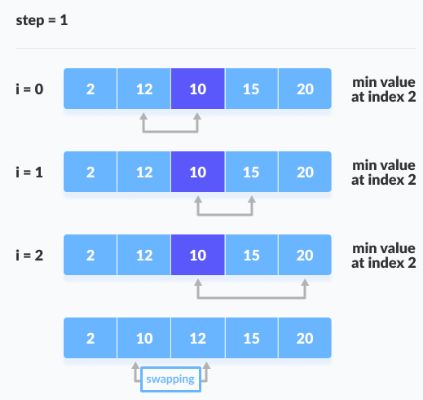 step = 1
i = 0 2 12 10 15 20 min value
at index 2
i = 1 2 12 10 15 20 min value
at index 2
i = 2 2 12 10 15 20 min value
at index 2
2 10 12 15 20
swapping